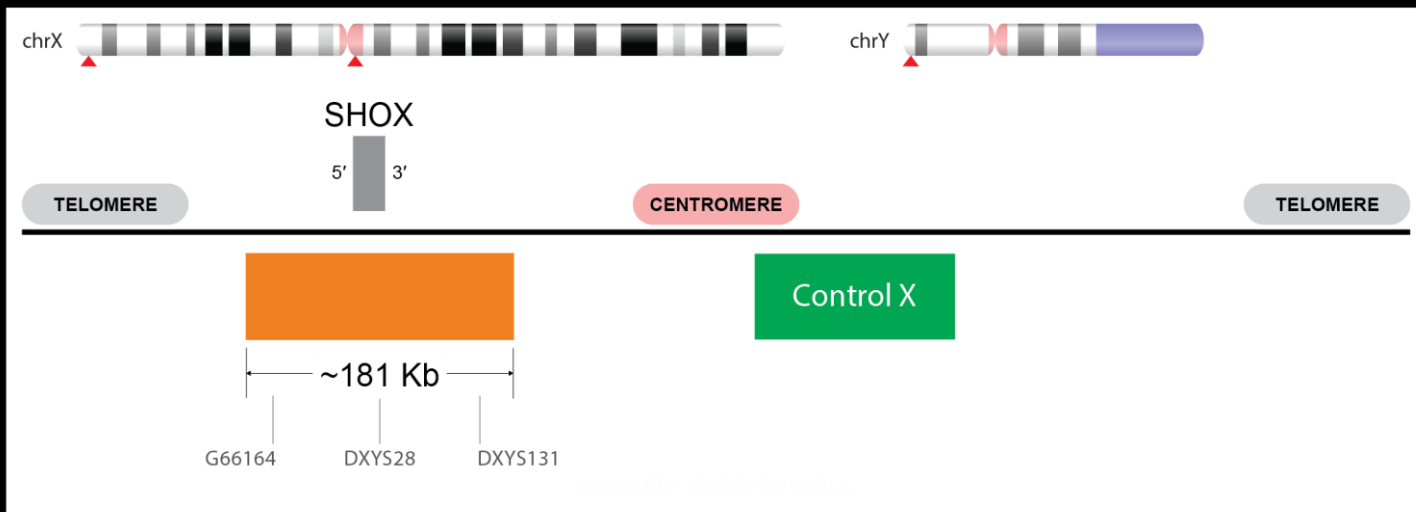 chrX
chrY
SHOX
5′ 3′
TELOMERE CENTROMERE TELOMERE
Control X
~181 Kb
G66164 DXYS28 DXYS131